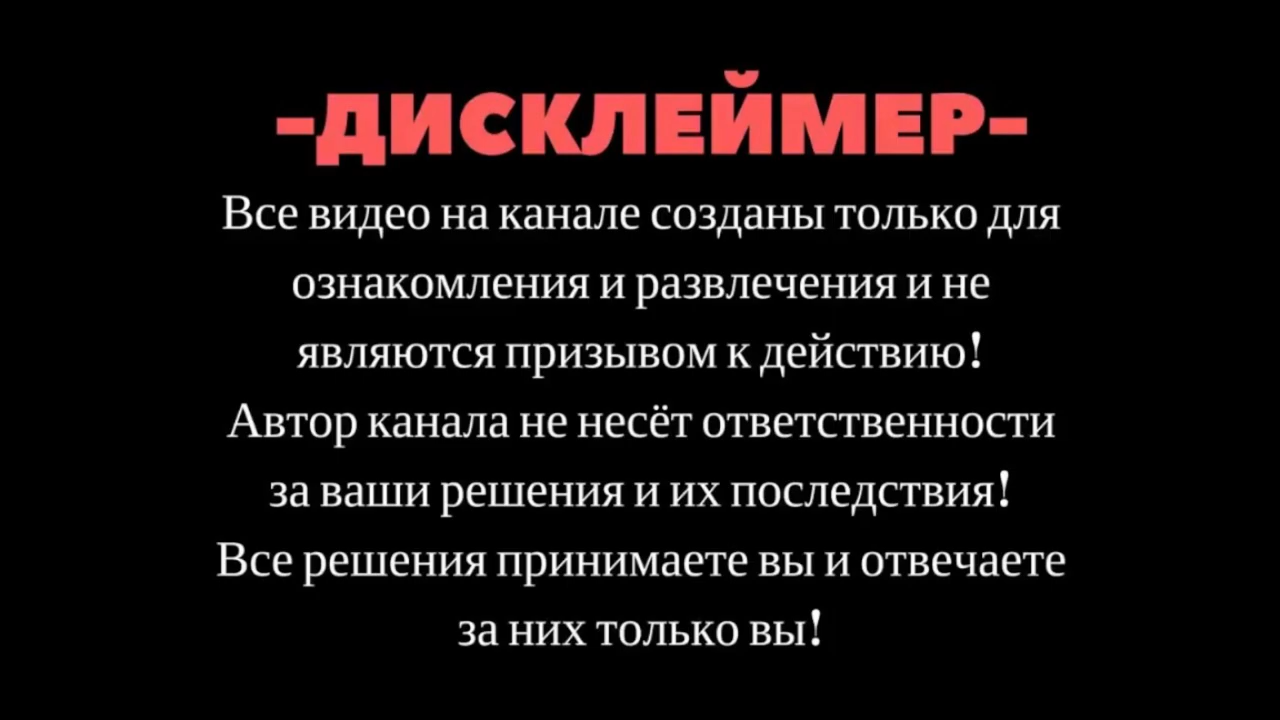 -ДИСКЛЕЙМЕР-
Все видео на канале созданы только для
ознакомления и развлечения и не
являются призывом к действию!
Автор канала не несёт ответственности
за ваши решения и их последствия!
Все решения принимаете вы и отвечаете
за них только вы!